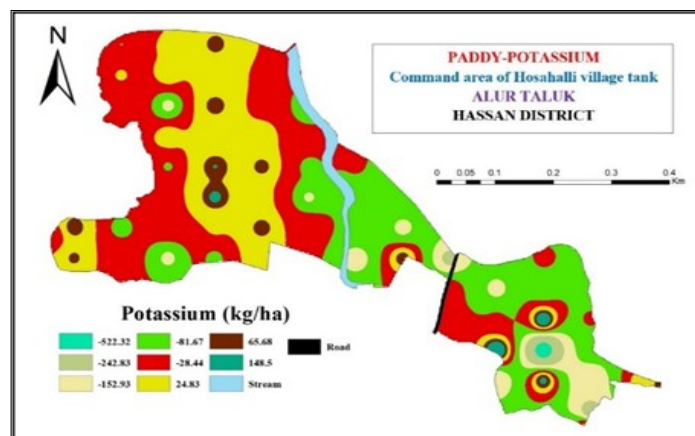 N
PADDY-POTASSIUM
Command area of Hosahalli village tank
ALUR TALUK
HASSAN DISTRICT
0 0.05 0.1 0.2 0.3 0.4
Km
Potassium (kg/ha)
-522.32 -81.67 65.68 Road
-242.83 -28.44 148.5
-152.93 24.83 Stream